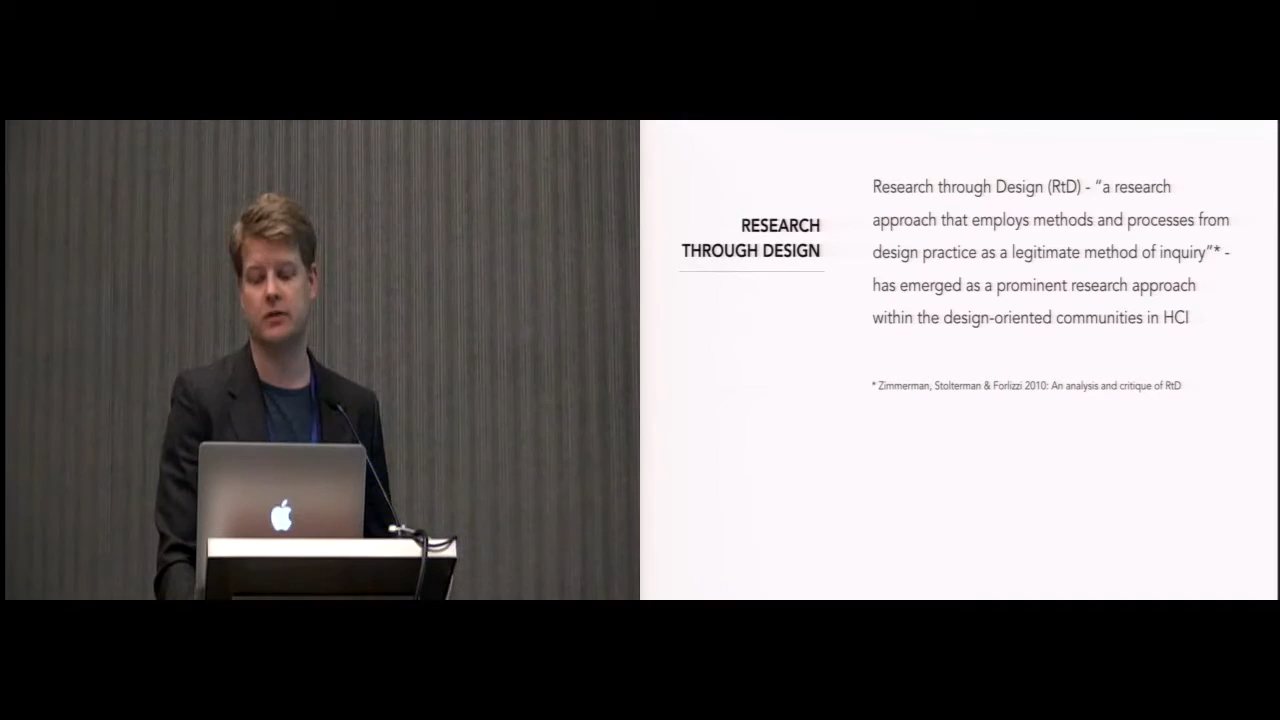 RESEARCH
THROUGH DESIGN
Research through Design (RtD) - "a research
approach that employs methods and processes from
design practice as a legitimate method of inquiry"* -
has emerged as a prominent research approach
within the design-oriented communities in HCI
* Zimmerman, Stolterman & Forlizzi 2010: An analysis and critique of RtD